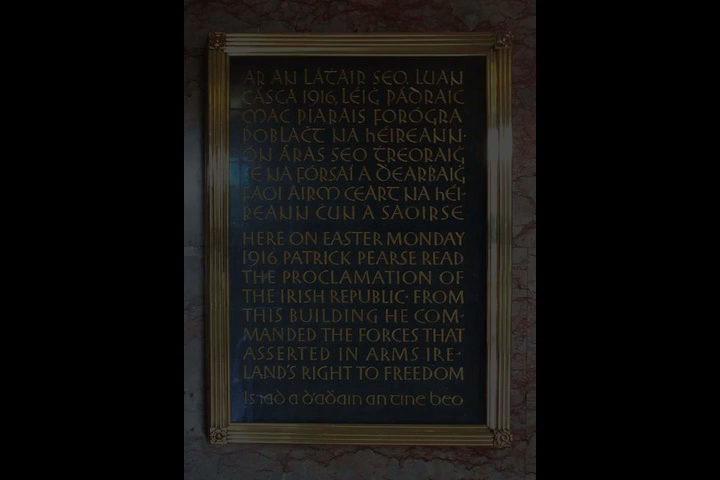 AR AN LÁTAIR SEO, LUAN
CÁSCA 1916, LÉIĠ PÁDRAIC
MAC PIARAIS FORÓGRA
POBLAĊT NA hÉIREANN·
ÓN ÁRAS SEO TREORAIĠ
SÉ NA FÓRSAÍ A ḊEARBAIĠ
FAOI AIRM CEART NA hÉI-
REANN ĊUN A SAOIRSE
HERE ON EASTER MONDAY
1916 PATRICK PEARSE READ
THE PROCLAMATION OF
THE IRISH REPUBLIC· FROM
THIS BUILDING HE COM-
MANDED THE FORCES THAT
ASSERTED IN ARMS IRE-
LAND'S RIGHT TO FREEDOM
Is iad a d'aḋain an tine beo